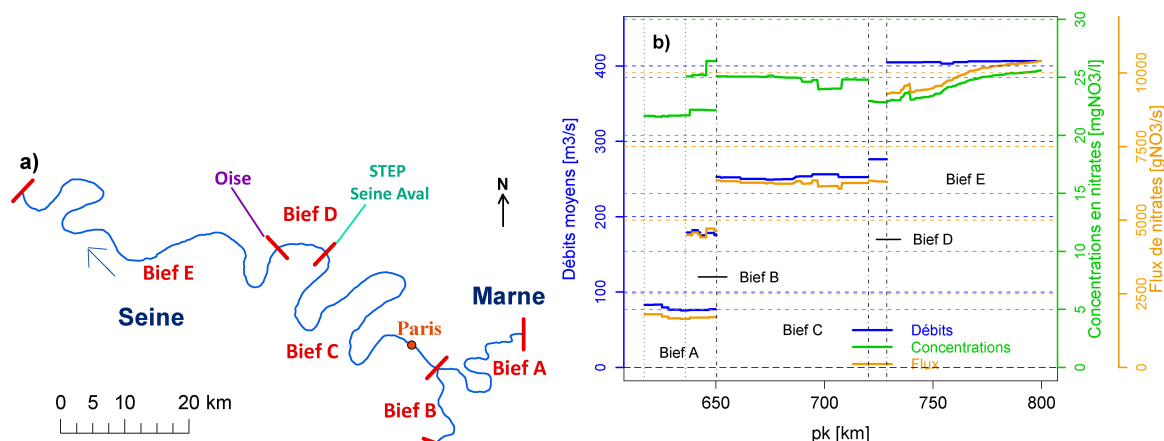 a)
Oise
STEP
Seine Aval
Bief D
N
Bief E
Seine
Marne
Paris
Bief C
Bief A
Bief B
0 5 10 20 km
b)
Débits moyens [m3/s]
0 100 200 300 400
Bief E
Bief D
Bief B
Bief C
Bief A
Débits
Concentrations
Flux
650 700 750 800
pk [km]
Concentrations en nitrates [mgNO3/l]
0 5 10 15 20 25 30
Flux de nitrates [gNO3/s]
0 2500 5000 7500 10000